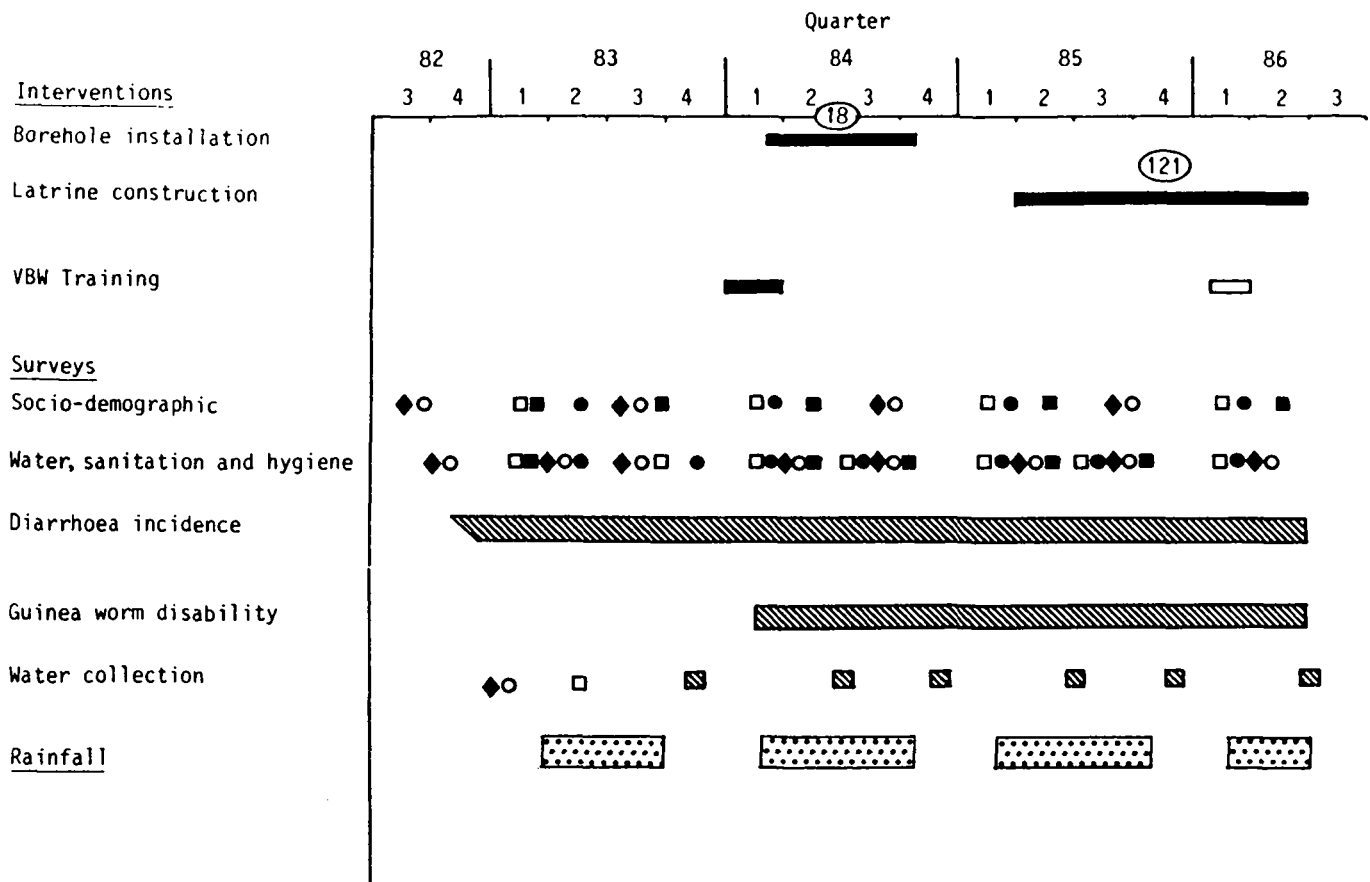 Quarter
82 83 84 85 86
Interventions
3 4 1 2 3 4 1 2 3 4 1 2 3 4 1 2 3
Borehole installation 18
Latrine construction 121
VBW Training
Surveys
Socio-demographic
Water, sanitation and hygiene
Diarrhoea incidence
Guinea worm disability
Water collection
Rainfall